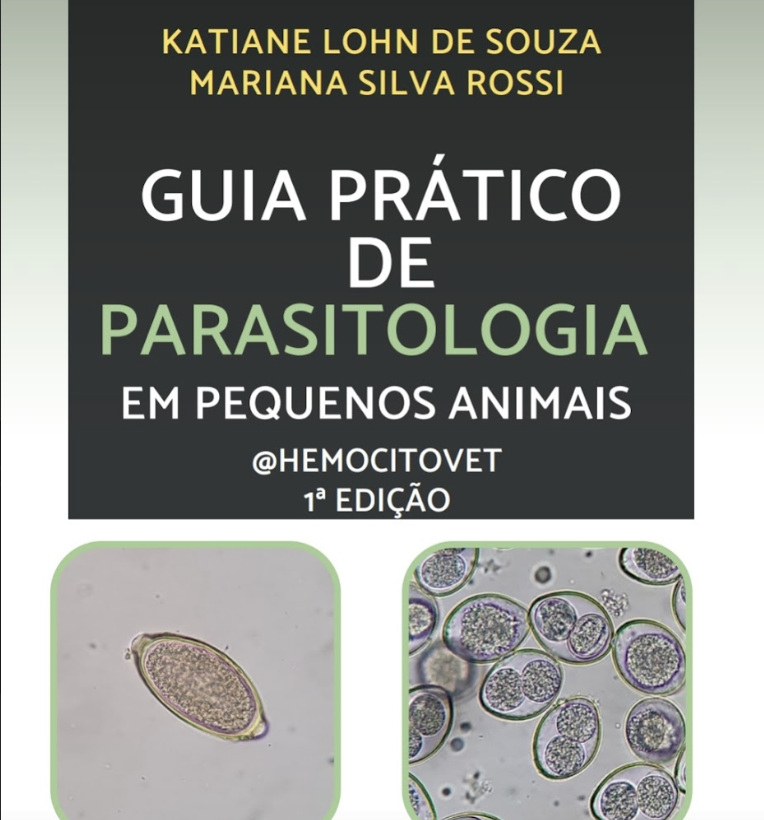 KATIANE LOHN DE SOUZA
MARIANA SILVA ROSSI
GUIA PRÁTICO
DE
PARASITOLOGIA
EM PEQUENOS ANIMAIS
@HEMOCITOVET
1ª EDIÇÃO